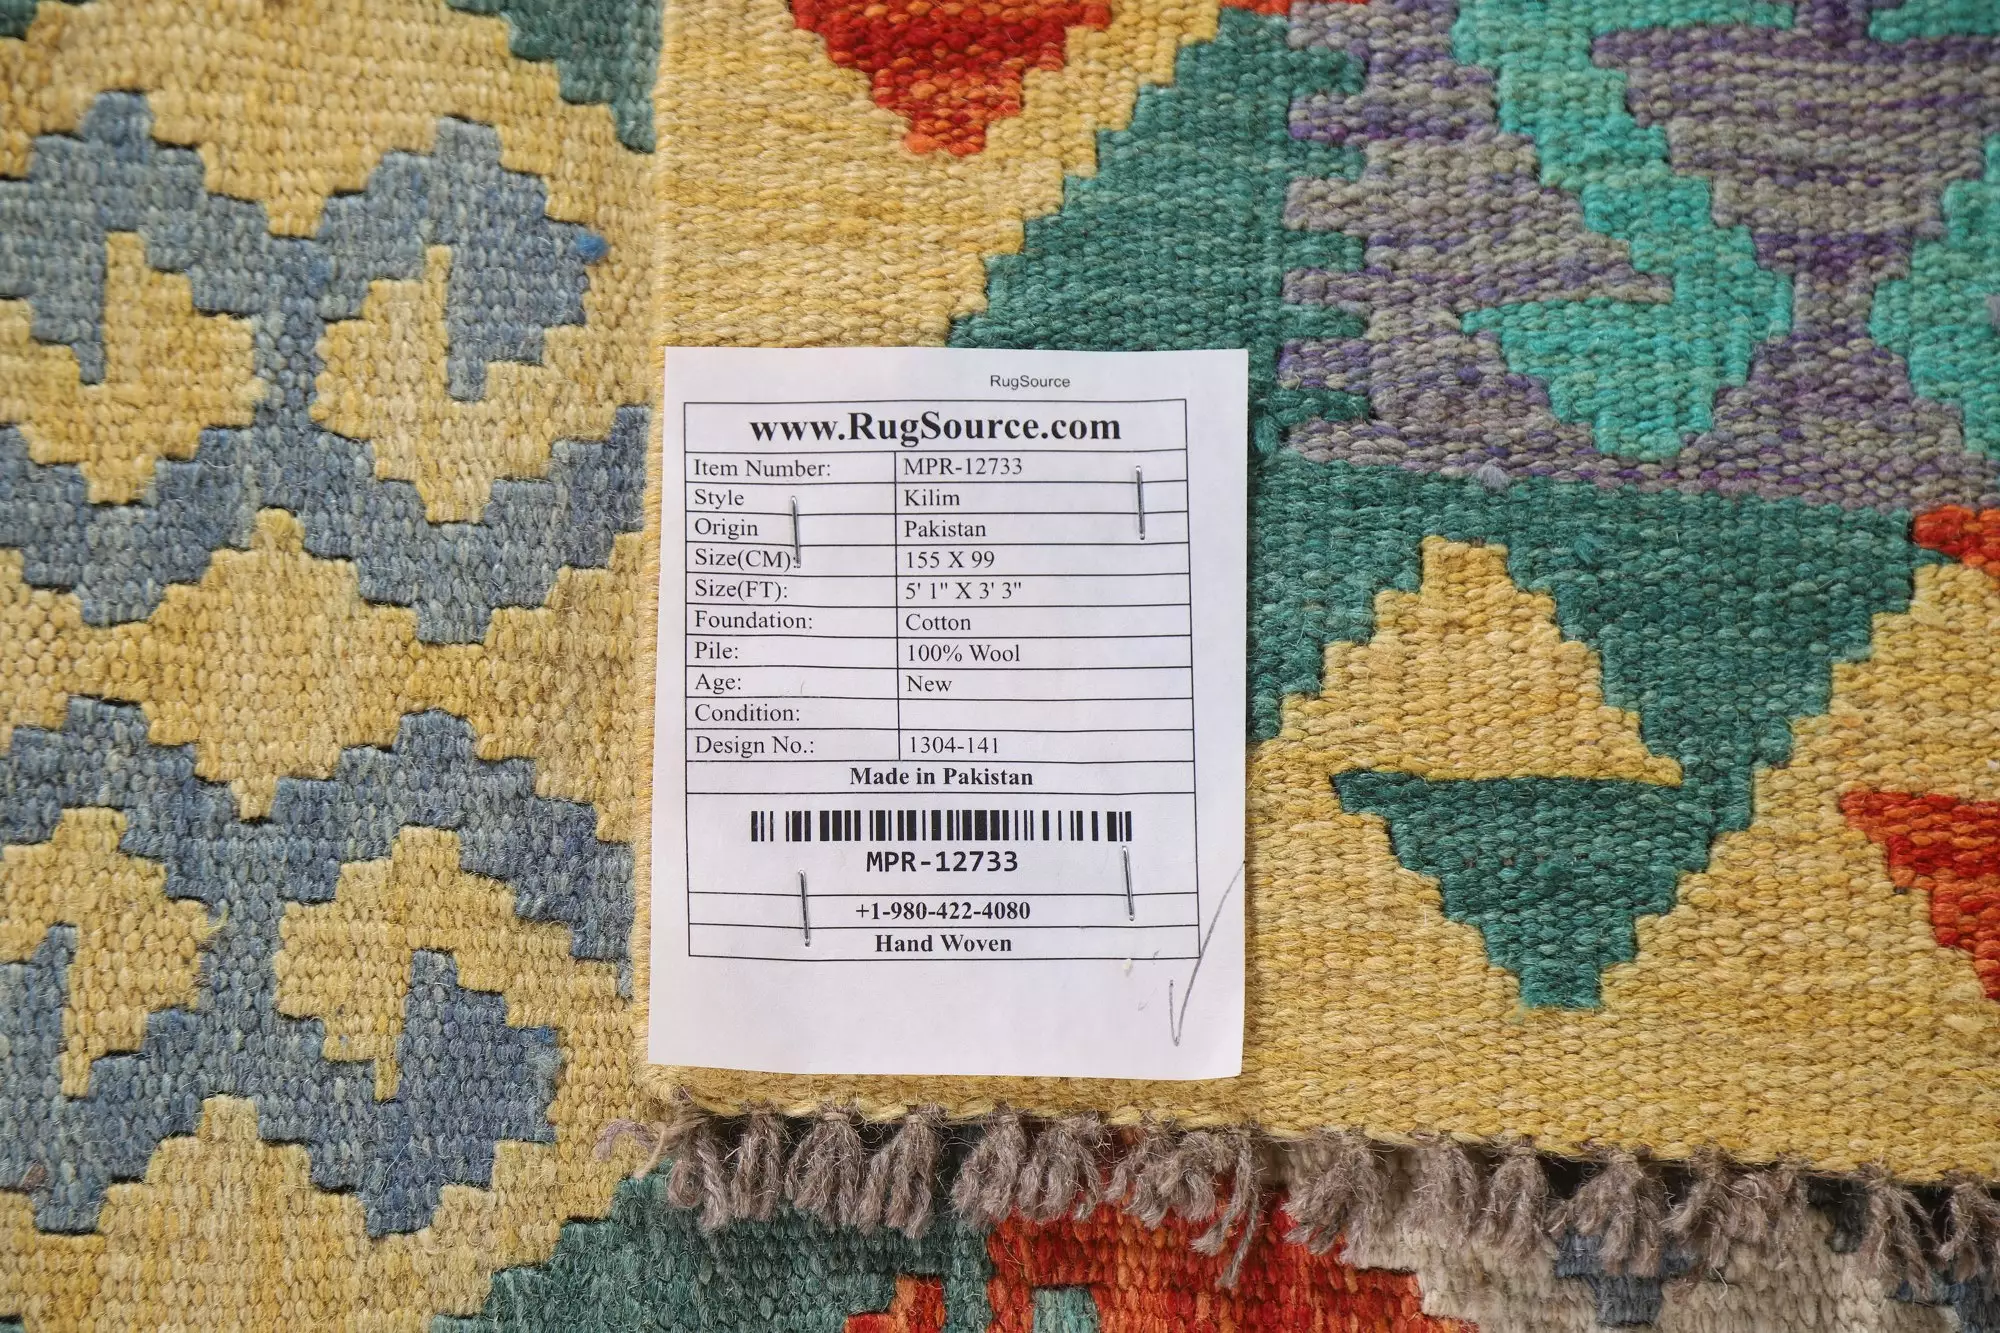 RugSource
www.RugSource.com
Item Number: MPR-12733
Style Kilim
Origin Pakistan
Size(CM): 155 X 99
Size(FT): 5' 1" X 3' 3"
Foundation: Cotton
Pile: 100% Wool
Age: New
Condition:
Design No.: 1304-141
Made in Pakistan
MPR-12733
+1-980-422-4080
Hand Woven